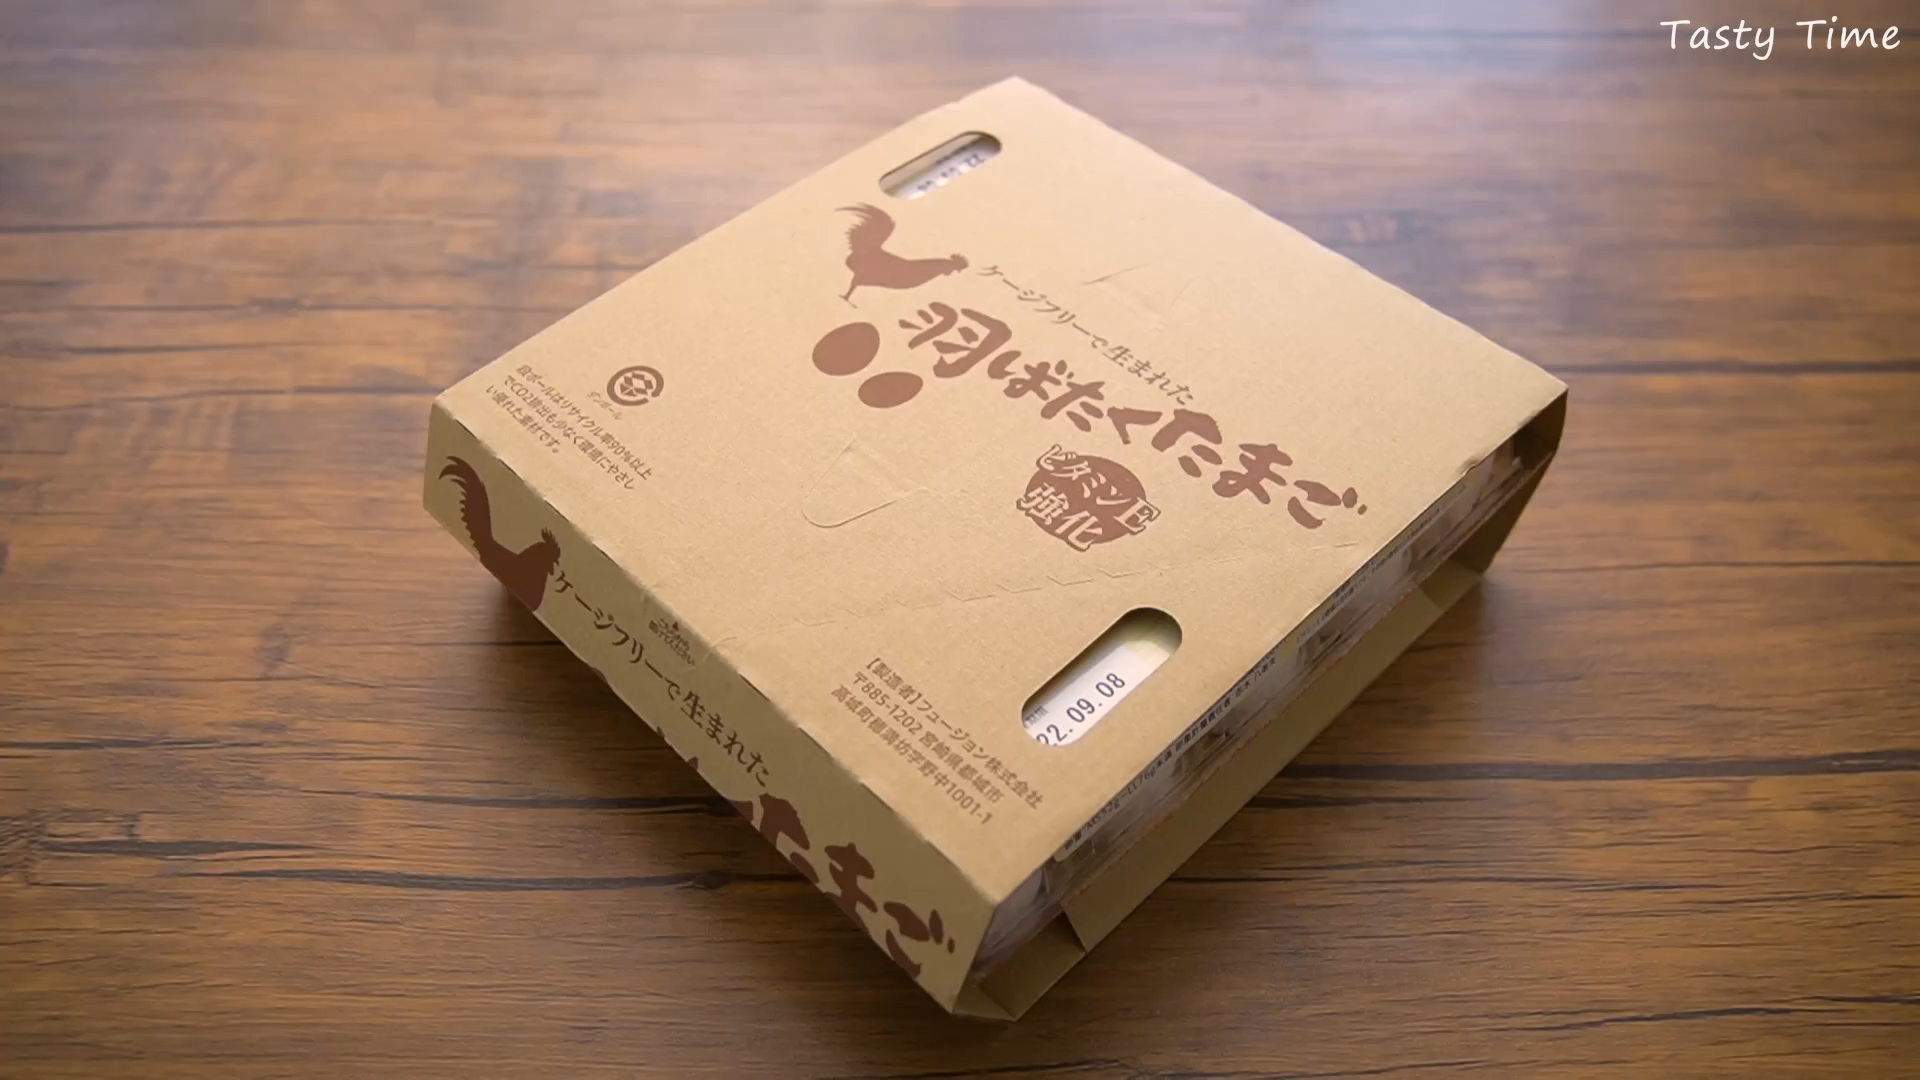 Tasty Time
ケージフリーで生まれた
羽ばたくたまご
ビタミンE
強化
ダンボール
段ボールはリサイクル率90%以上
でCO2排出も少なく環境にやさし
い優れた素材です。
22.09.08
【製造者】フュージョン株式会社
〒885-1202 宮崎県都城市
高城町穂満坊字野中1001-1
ケージフリーで生まれた
たまご